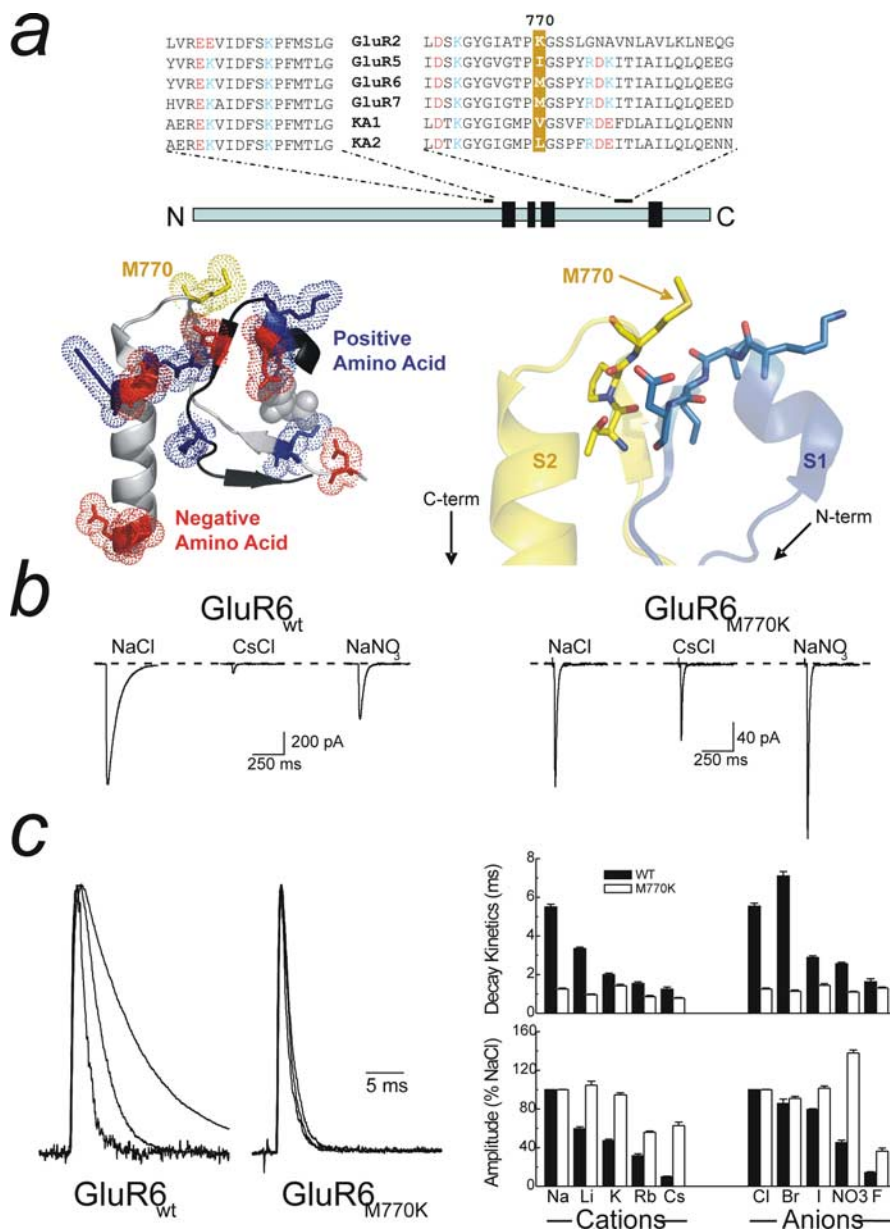 a
770
LVREEVIDFSKPFMSLG GluR2 LDSKGYGIATPKGSSLGNAVNLAVLKLNEQG
YVREKVIDFSKPFMTLG GluR5 IDSKGYGVGTPIGSPYRDKITIAILQLQEEG
YVREKVIDFSKPFMTLG GluR6 IDSKGYGVGTPMGSPYRDKITIAILQLQEEG
HVREKAIDFSKPFMTLG GluR7 IDSKGYGIGTPMGSPYRDKITIAILQLQEED
AEREKVIDFSKPFMTLG KA1 LDTKGYGIGMPVGSVFRDEFDLAILQLQENN
AEREKVIDFSKPFMTLG KA2 LDTKGYGIGMPLGSPFRDEITLAILQLQENN
N C
M770
Positive
Amino Acid
Negative
Amino Acid
M770
S2
S1
C-term
N-term
b
GluR6wt
NaCl CsCl NaNO3
200 pA
250 ms
GluR6M770K
NaCl CsCl NaNO3
40 pA
250 ms
c
5 ms
GluR6wt
GluR6M770K
WT
M770K
Decay Kinetics (ms)
8
6
4
2
0
Amplitude (% NaCl)
160
120
80
40
0
Na Li K Rb Cs Cl Br I NO3 F
Cations Anions